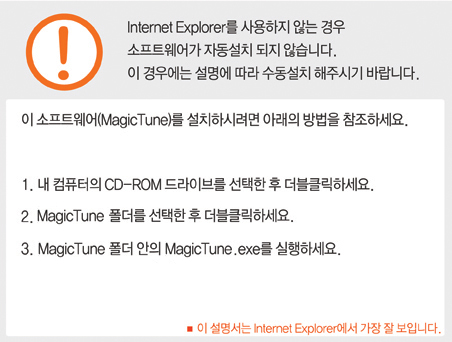 Internet Explorer를 사용하지 않는 경우
소프트웨어가 자동설치 되지 않습니다.
이 경우에는 설명에 따라 수동설치 해주시기 바랍니다.
이 소프트웨어(MagicTune)를 설치하시려면 아래의 방법을 참조하세요.
1. 내 컴퓨터의 CD-ROM 드라이브를 선택한 후 더블클릭하세요.
2. MagicTune 폴더를 선택한 후 더블클릭하세요.
3. MagicTune 폴더 안의 MagicTune.exe를 실행하세요.
■ 이 설명서는 Internet Explorer에서 가장 잘 보입니다.